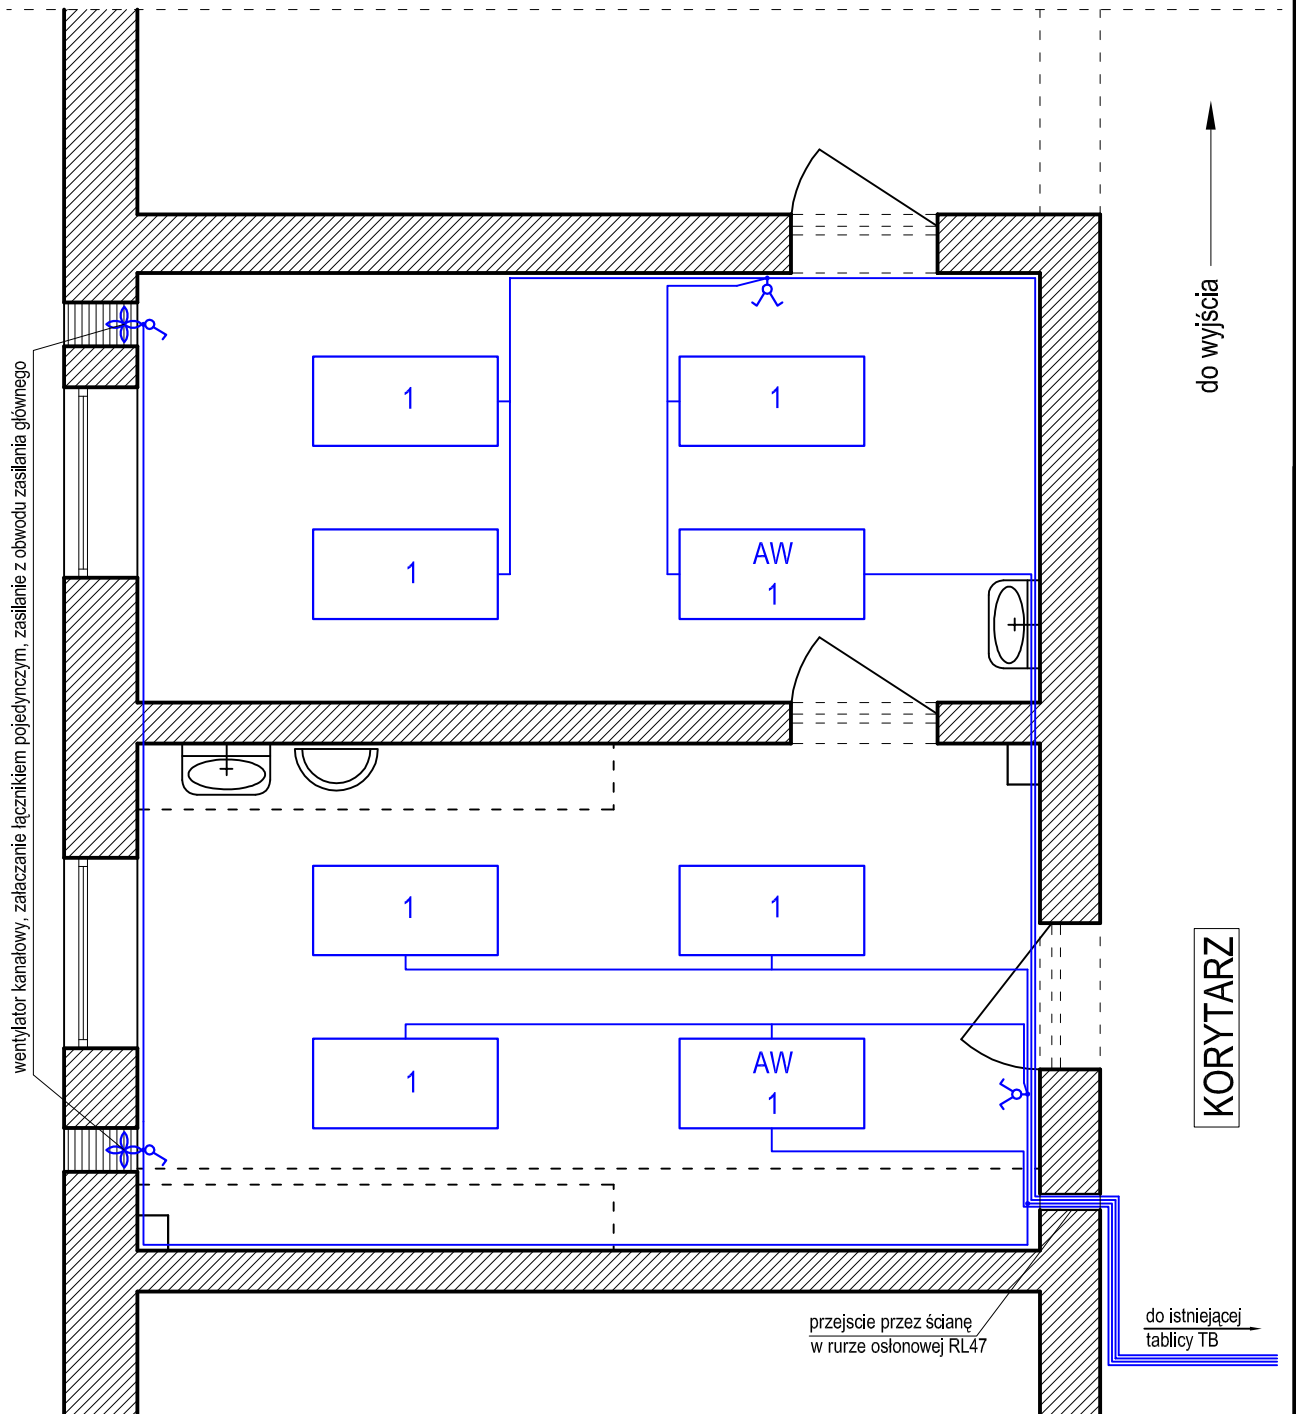 do wyjścia
wentylator kanałowy, załaczanie łącznikiem pojedynczym, zasilanie z obwodu zasilania głównego
1
1
1
AW
1
1
1
1
AW
1
KORYTARZ
przejscie przez ścianę
w rurze osłonowej RL47
do istniejącej
tablicy TB